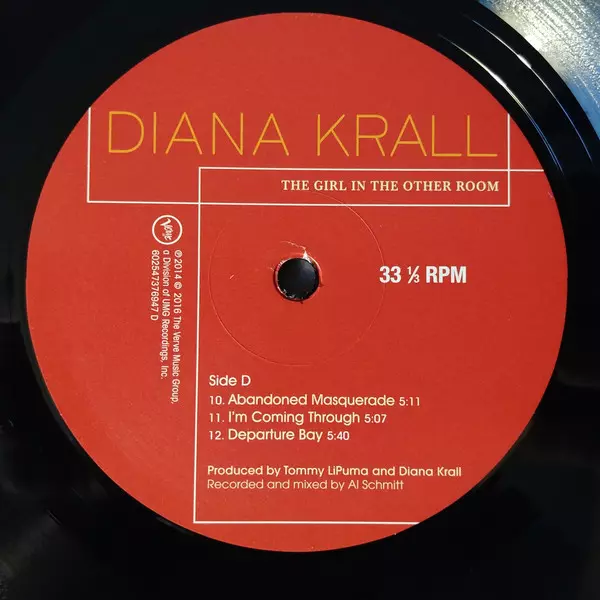 DIANA KRALL
THE GIRL IN THE OTHER ROOM
Verve
℗ 2014 © 2016 The Verve Music Group,
a Division of UMG Recordings, Inc.
602547376947 D
33 ⅓ RPM
Side D
10. Abandoned Masquerade 5:11
11. I'm Coming Through 5:07
12. Departure Bay 5:40
Produced by Tommy LiPuma and Diana Krall
Recorded and mixed by Al Schmitt